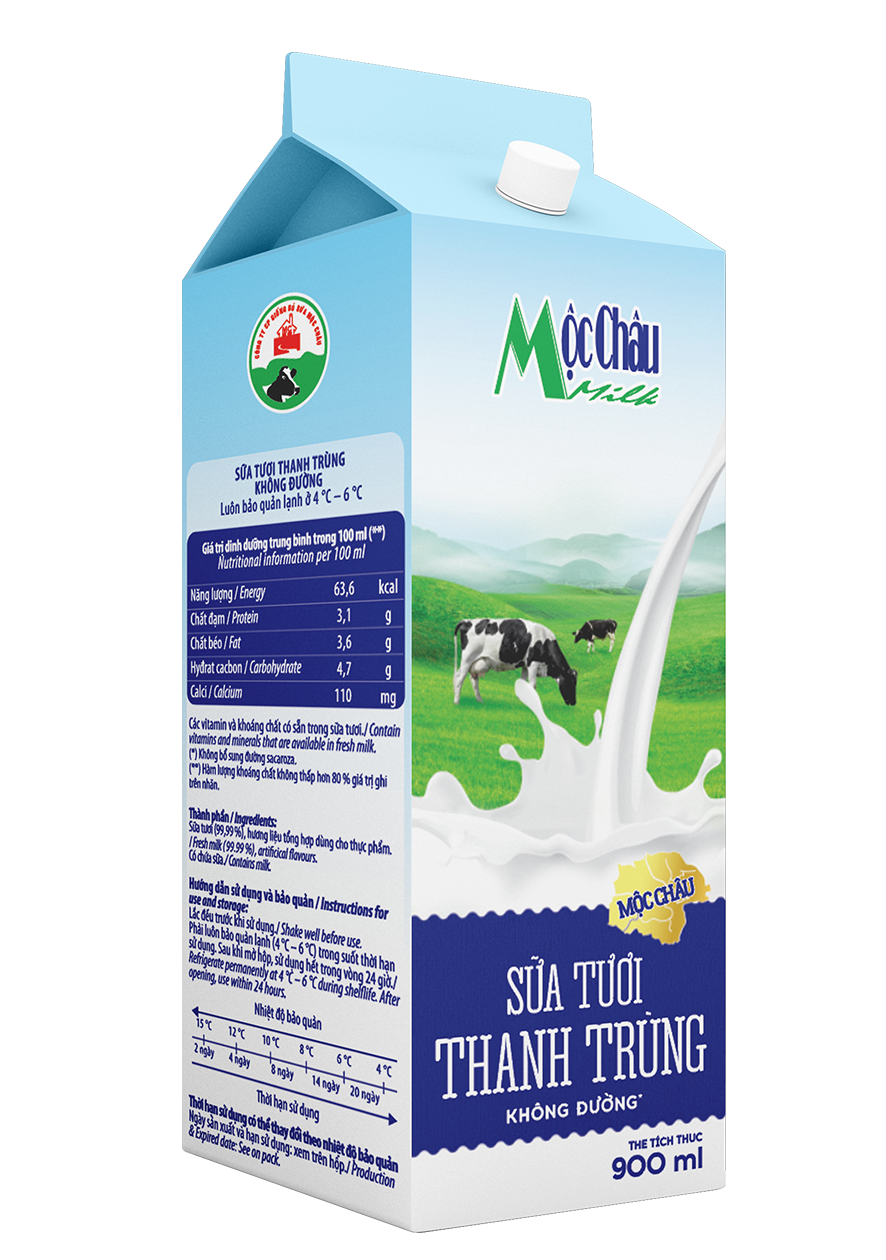 CÔNG TY CP GIỐNG BÒ SỮA MỘC CHÂU
SỮA TƯƠI THANH TRÙNG
KHÔNG ĐƯỜNG
Luôn bảo quản lạnh ở 4 °C – 6 °C
Giá trị dinh dưỡng trung bình trong 100 ml (**)
Nutritional information per 100 ml
Năng lượng / Energy 63,6 kcal
Chất đạm / Protein 3,1 g
Chất béo / Fat 3,6 g
Hyđrat cacbon / Carbohydrate 4,7 g
Calci / Calcium 110 mg
Các vitamin và khoáng chất có sẵn trong sữa tươi./ Contain
vitamins and minerals that are available in fresh milk.
(*) Không bổ sung đường sacaroza.
(**) Hàm lượng khoáng chất không thấp hơn 80 % giá trị ghi
trên nhãn.
Thành phần / Ingredients:
Sữa tươi (99,99 %), hương liệu tổng hợp dùng cho thực phẩm.
/ Fresh milk (99.99 %), artificical flavours.
Có chứa sữa / Contains milk.
Hướng dẫn sử dụng và bảo quản / Instructions for
use and storage:
Lắc đều trước khi sử dụng./ Shake well before use.
Phải luôn bảo quản lạnh (4 °C – 6 °C) trong suốt thời hạn
sử dụng. Sau khi mở hộp, sử dụng hết trong vòng 24 giờ./
Refrigerate permanently at 4 °C – 6 °C during shelflife. After
opening, use within 24 hours.
Nhiệt độ bảo quản
15 °C 12 °C 10 °C 8 °C 6 °C 4 °C
2 ngày 4 ngày 8 ngày 14 ngày 20 ngày
Thời hạn sử dụng
Thời hạn sử dụng có thể thay đổi theo nhiệt độ bảo quản
Ngày sản xuất và hạn sử dụng: xem trên hộp./ Production
& Expired date: See on pack.
Mộc Châu
Milk
MỘC CHÂU
SỮA TƯƠI
THANH TRÙNG
KHÔNG ĐƯỜNG*
THE TÍCH THUC
900 ml